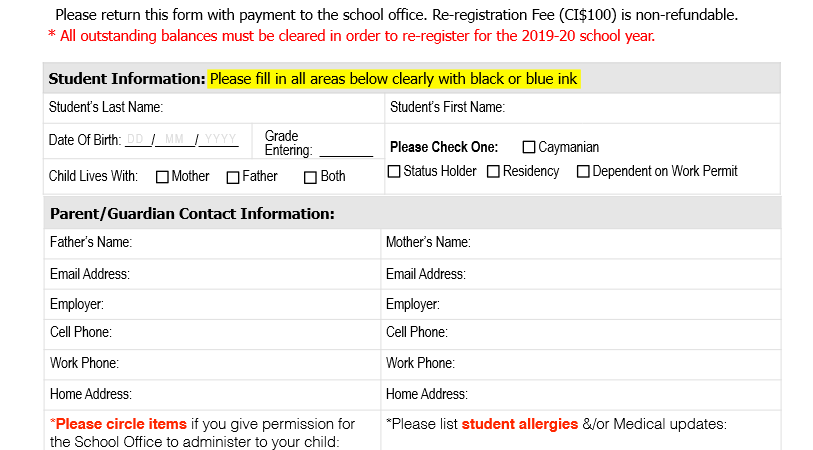 Please return this form with payment to the school office. Re-registration Fee (CI$100) is non-refundable.
* All outstanding balances must be cleared in order to re-register for the 2019-20 school year.
Student Information: Please fill in all areas below clearly with black or blue ink
Student's Last Name:
Student's First Name:
Date Of Birth: DD / MM / YYYY
Grade
Entering: ________
Please Check One: ☐ Caymanian
☐ Status Holder ☐ Residency ☐ Dependent on Work Permit
Child Lives With: ☐ Mother ☐ Father ☐ Both
Parent/Guardian Contact Information:
Father's Name:
Mother's Name:
Email Address:
Email Address:
Employer:
Employer:
Cell Phone:
Cell Phone:
Work Phone:
Work Phone:
Home Address:
Home Address:
*Please circle items if you give permission for
the School Office to administer to your child:
*Please list student allergies &/or Medical updates: